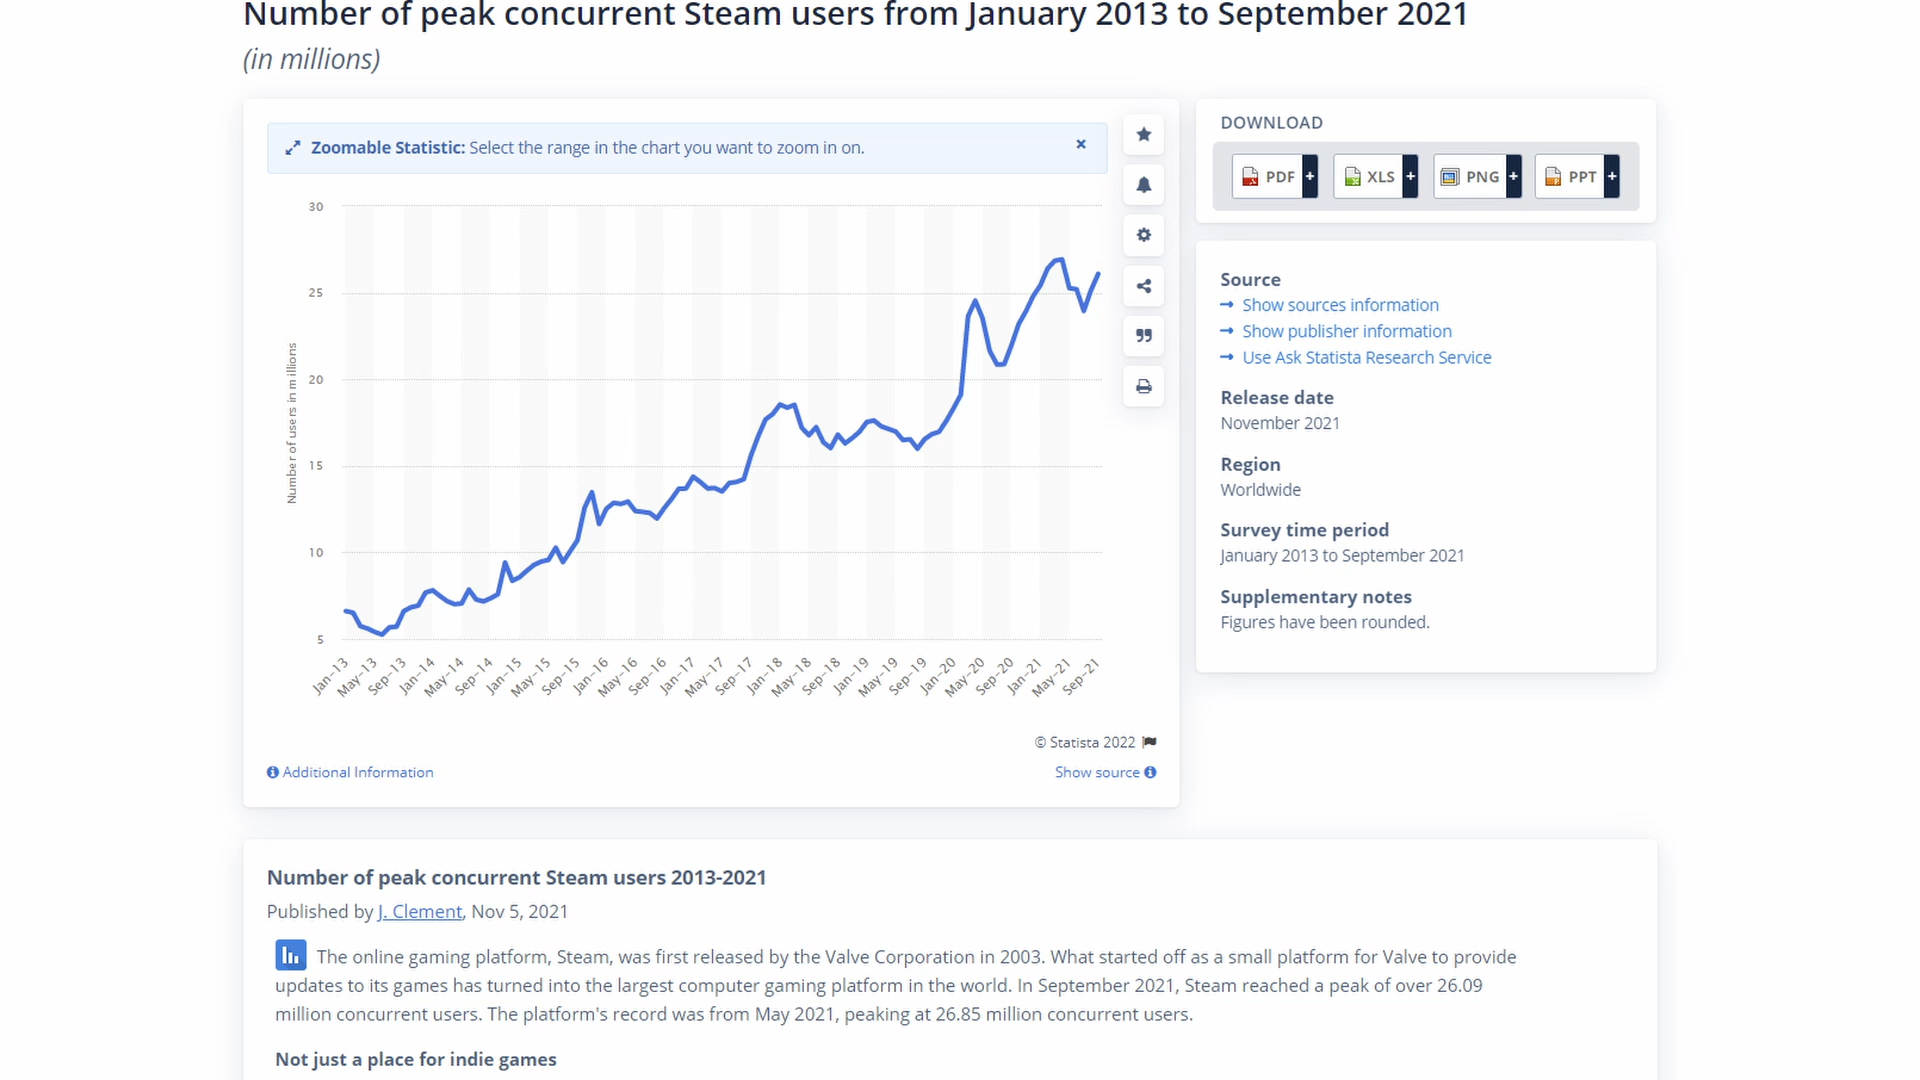 Number of peak concurrent Steam users from January 2013 to September 2021
(in millions)
Zoomable Statistic: Select the range in the chart you want to zoom in on.
×
Number of users in millions
30
25
20
15
10
5
Jan-13
May-13
Sep-13
Jan-14
May-14
Sep-14
Jan-15
May-15
Sep-15
Jan-16
May-16
Sep-16
Jan-17
May-17
Sep-17
Jan-18
May-18
Sep-18
Jan-19
May-19
Sep-19
Jan-20
May-20
Sep-20
Jan-21
May-21
Sep-21
© Statista 2022
Additional Information
Show source
DOWNLOAD
PDF +
XLS +
PNG +
PPT +
Source
Show sources information
Show publisher information
Use Ask Statista Research Service
Release date
November 2021
Region
Worldwide
Survey time period
January 2013 to September 2021
Supplementary notes
Figures have been rounded.
Number of peak concurrent Steam users 2013-2021
Published by J. Clement, Nov 5, 2021
The online gaming platform, Steam, was first released by the Valve Corporation in 2003. What started off as a small platform for Valve to provide
updates to its games has turned into the largest computer gaming platform in the world. In September 2021, Steam reached a peak of over 26.09
million concurrent users. The platform's record was from May 2021, peaking at 26.85 million concurrent users.
Not just a place for indie games